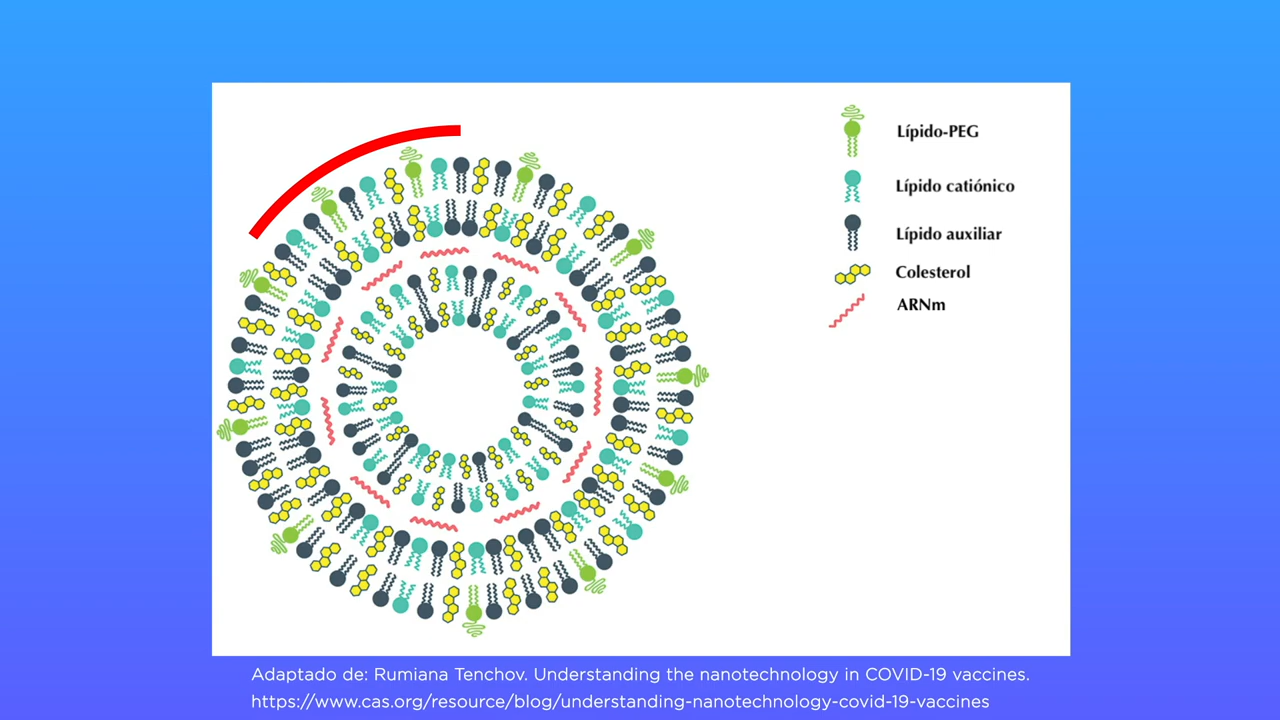 Lípido-PEG
Lípido catiónico
Lípido auxiliar
Colesterol
ARNm
Adaptado de: Rumiana Tenchov. Understanding the nanotechnology in COVID-19 vaccines.
https://www.cas.org/resource/blog/understanding-nanotechnology-covid-19-vaccines